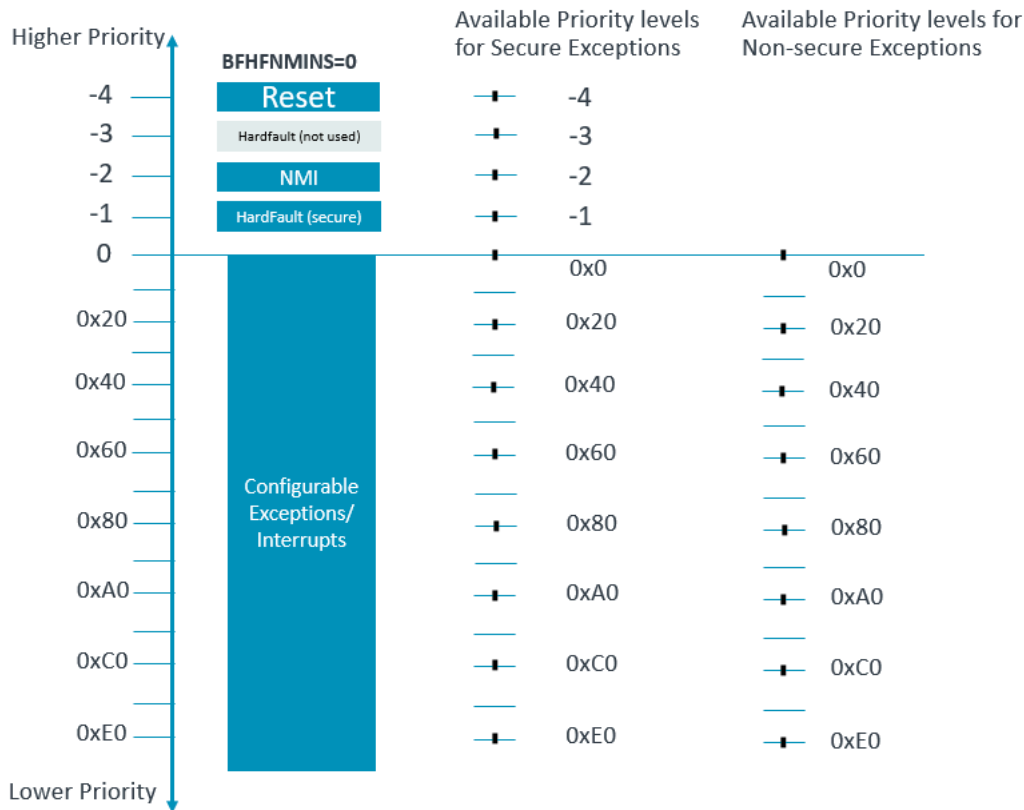 Higher Priority
-4
-3
-2
-1
0
0x20
0x40
0x60
0x80
0xA0
0xC0
0xE0
Lower Priority
BFHFNMINS=0
Reset
Hardfault (not used)
NMI
HardFault (secure)
Configurable
Exceptions/
Interrupts
Available Priority levels
for Secure Exceptions
-4
-3
-2
-1
0x0
0x20
0x40
0x60
0x80
0xA0
0xC0
0xE0
Available Priority levels for
Non-secure Exceptions
0x0
0x20
0x40
0x60
0x80
0xA0
0xC0
0xE0